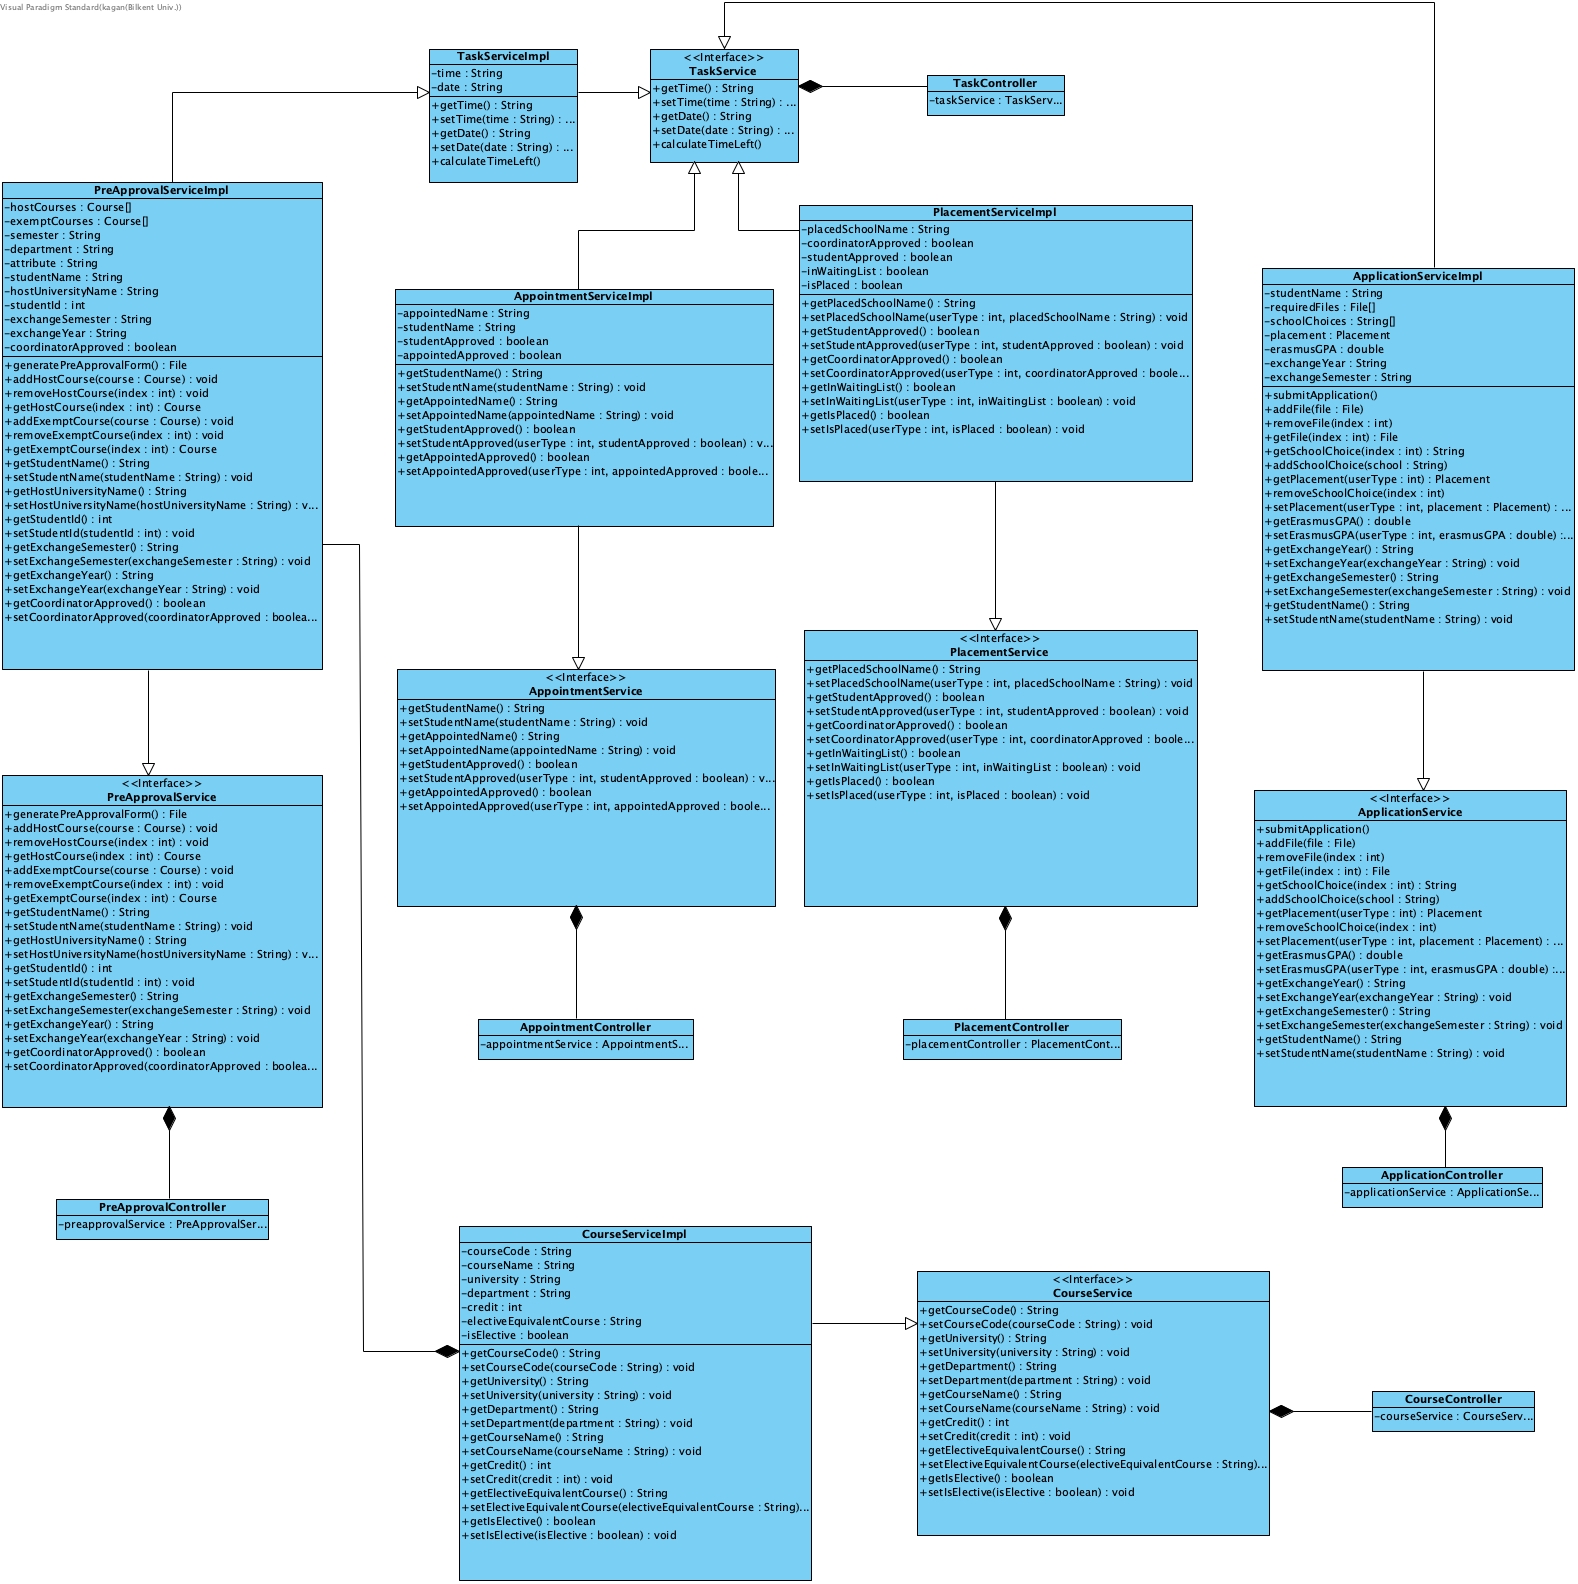 Visual Paradigm Standard(kagan(Bilkent Univ.))
TaskServiceImpl
-time : String
-date : String
+getTime() : String
+setTime(time : String) : ...
+getDate() : String
+setDate(date : String) : ...
+calculateTimeLeft()
<<Interface>>
TaskService
+getTime() : String
+setTime(time : String) : ...
+getDate() : String
+setDate(date : String) : ...
+calculateTimeLeft()
TaskController
-taskService : TaskServ...
PreApprovalServiceImpl
-hostCourses : Course[]
-exemptCourses : Course[]
-semester : String
-department : String
-attribute : String
-studentName : String
-hostUniversityName : String
-studentId : int
-exchangeSemester : String
-exchangeYear : String
-coordinatorApproved : boolean
+generatePreApprovalForm() : File
+addHostCourse(course : Course) : void
+removeHostCourse(index : int) : void
+getHostCourse(index : int) : Course
+addExemptCourse(course : Course) : void
+removeExemptCourse(index : int) : void
+getExemptCourse(index : int) : Course
+getStudentName() : String
+setStudentName(studentName : String) : void
+getHostUniversityName() : String
+setHostUniversityName(hostUniversityName : String) : v...
+getStudentId() : int
+setStudentId(studentId : int) : void
+getExchangeSemester() : String
+setExchangeSemester(exchangeSemester : String) : void
+getExchangeYear() : String
+setExchangeYear(exchangeYear : String) : void
+getCoordinatorApproved() : boolean
+setCoordinatorApproved(coordinatorApproved : boolea...
AppointmentServiceImpl
-appointedName : String
-studentName : String
-studentApproved : boolean
-appointedApproved : boolean
+getStudentName() : String
+setStudentName(studentName : String) : void
+getAppointedName() : String
+setAppointedName(appointedName : String) : void
+getStudentApproved() : boolean
+setStudentApproved(userType : int, studentApproved : boolean) : v...
+getAppointedApproved() : boolean
+setAppointedApproved(userType : int, appointedApproved : boole...
PlacementServiceImpl
-placedSchoolName : String
-coordinatorApproved : boolean
-studentApproved : boolean
-inWaitingList : boolean
-isPlaced : boolean
+getPlacedSchoolName() : String
+setPlacedSchoolName(userType : int, placedSchoolName : String) : void
+getStudentApproved() : boolean
+setStudentApproved(userType : int, studentApproved : boolean) : void
+getCoordinatorApproved() : boolean
+setCoordinatorApproved(userType : int, coordinatorApproved : boole...
+getInWaitingList() : boolean
+setInWaitingList(userType : int, inWaitingList : boolean) : void
+getIsPlaced() : boolean
+setIsPlaced(userType : int, isPlaced : boolean) : void
ApplicationServiceImpl
-studentName : String
-requiredFiles : File[]
-schoolChoices : String[]
-placement : Placement
-erasmusGPA : double
-exchangeYear : String
-exchangeSemester : String
+submitApplication()
+addFile(file : File)
+removeFile(index : int)
+getFile(index : int) : File
+getSchoolChoice(index : int) : String
+addSchoolChoice(school : String)
+getPlacement(userType : int) : Placement
+removeSchoolChoice(index : int)
+setPlacement(userType : int, placement : Placement) : ...
+getErasmusGPA() : double
+setErasmusGPA(userType : int, erasmusGPA : double) :...
+getExchangeYear() : String
+setExchangeYear(exchangeYear : String) : void
+getExchangeSemester() : String
+setExchangeSemester(exchangeSemester : String) : void
+getStudentName() : String
+setStudentName(studentName : String) : void
<<Interface>>
PreApprovalService
+generatePreApprovalForm() : File
+addHostCourse(course : Course) : void
+removeHostCourse(index : int) : void
+getHostCourse(index : int) : Course
+addExemptCourse(course : Course) : void
+removeExemptCourse(index : int) : void
+getExemptCourse(index : int) : Course
+getStudentName() : String
+setStudentName(studentName : String) : void
+getHostUniversityName() : String
+setHostUniversityName(hostUniversityName : String) : v...
+getStudentId() : int
+setStudentId(studentId : int) : void
+getExchangeSemester() : String
+setExchangeSemester(exchangeSemester : String) : void
+getExchangeYear() : String
+setExchangeYear(exchangeYear : String) : void
+getCoordinatorApproved() : boolean
+setCoordinatorApproved(coordinatorApproved : boolea...
<<Interface>>
AppointmentService
+getStudentName() : String
+setStudentName(studentName : String) : void
+getAppointedName() : String
+setAppointedName(appointedName : String) : void
+getStudentApproved() : boolean
+setStudentApproved(userType : int, studentApproved : boolean) : v...
+getAppointedApproved() : boolean
+setAppointedApproved(userType : int, appointedApproved : boole...
<<Interface>>
PlacementService
+getPlacedSchoolName() : String
+setPlacedSchoolName(userType : int, placedSchoolName : String) : void
+getStudentApproved() : boolean
+setStudentApproved(userType : int, studentApproved : boolean) : void
+getCoordinatorApproved() : boolean
+setCoordinatorApproved(userType : int, coordinatorApproved : boole...
+getInWaitingList() : boolean
+setInWaitingList(userType : int, inWaitingList : boolean) : void
+getIsPlaced() : boolean
+setIsPlaced(userType : int, isPlaced : boolean) : void
<<Interface>>
ApplicationService
+submitApplication()
+addFile(file : File)
+removeFile(index : int)
+getFile(index : int) : File
+getSchoolChoice(index : int) : String
+addSchoolChoice(school : String)
+getPlacement(userType : int) : Placement
+removeSchoolChoice(index : int)
+setPlacement(userType : int, placement : Placement) : ...
+getErasmusGPA() : double
+setErasmusGPA(userType : int, erasmusGPA : double) :...
+getExchangeYear() : String
+setExchangeYear(exchangeYear : String) : void
+getExchangeSemester() : String
+setExchangeSemester(exchangeSemester : String) : void
+getStudentName() : String
+setStudentName(studentName : String) : void
AppointmentController
-appointmentService : AppointmentS...
PlacementController
-placementController : PlacementCont...
ApplicationController
-applicationService : ApplicationSe...
PreApprovalController
-preapprovalService : PreApprovalSer...
CourseServiceImpl
-courseCode : String
-courseName : String
-university : String
-department : String
-credit : int
-electiveEquivalentCourse : String
-isElective : boolean
+getCourseCode() : String
+setCourseCode(courseCode : String) : void
+getUniversity() : String
+setUniversity(university : String) : void
+getDepartment() : String
+setDepartment(department : String) : void
+getCourseName() : String
+setCourseName(courseName : String) : void
+getCredit() : int
+setCredit(credit : int) : void
+getElectiveEquivalentCourse() : String
+setElectiveEquivalentCourse(electiveEquivalentCourse : String)...
+getIsElective() : boolean
+setIsElective(isElective : boolean) : void
<<Interface>>
CourseService
+getCourseCode() : String
+setCourseCode(courseCode : String) : void
+getUniversity() : String
+setUniversity(university : String) : void
+getDepartment() : String
+setDepartment(department : String) : void
+getCourseName() : String
+setCourseName(courseName : String) : void
+getCredit() : int
+setCredit(credit : int) : void
+getElectiveEquivalentCourse() : String
+setElectiveEquivalentCourse(electiveEquivalentCourse : String)...
+getIsElective() : boolean
+setIsElective(isElective : boolean) : void
CourseController
-courseService : CourseServ...